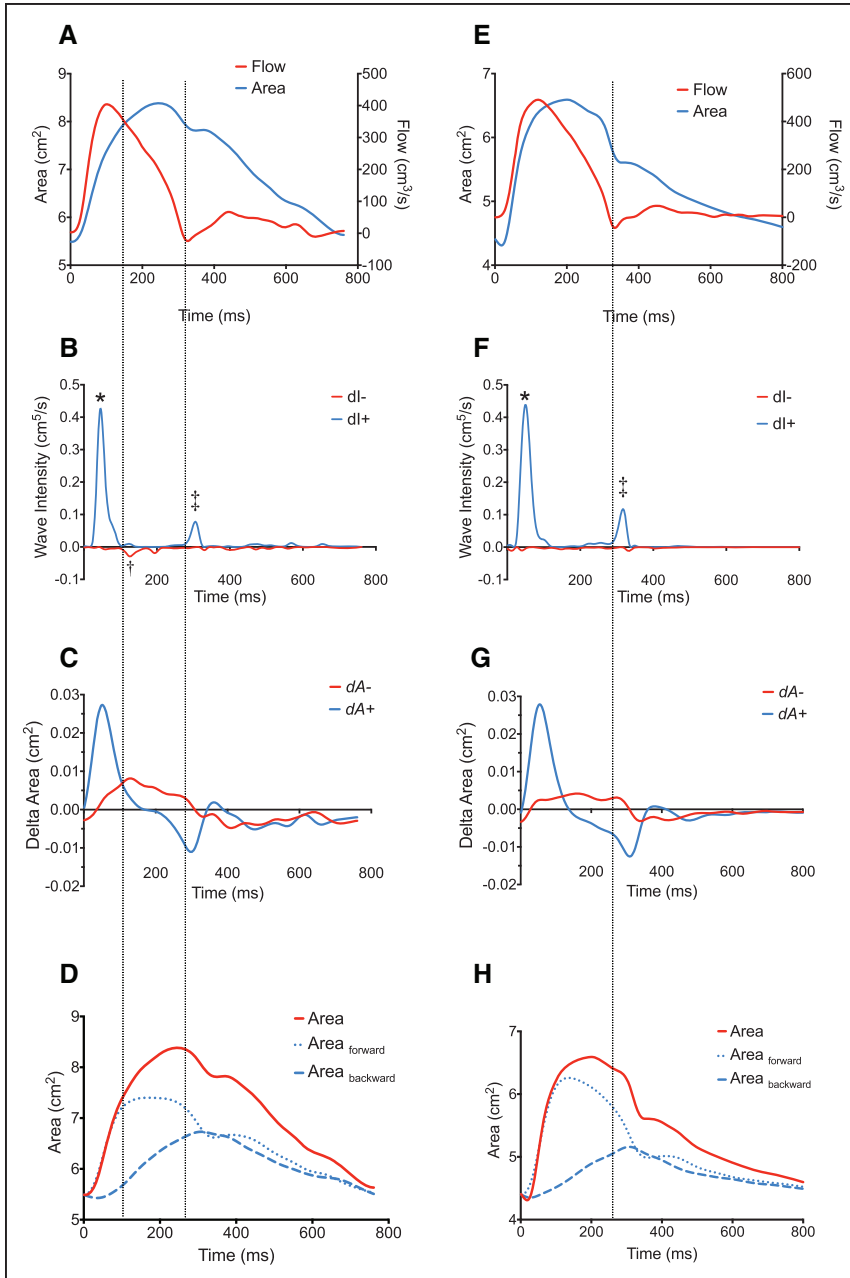 A
Flow
Area
9
8
7
6
5
Area (cm2)
500
400
300
200
100
0
-100
Flow (cm3/s)
0 200 400 600 800
Time (ms)
E
Flow
Area
7
6
5
4
Area (cm2)
600
400
200
0
-200
Flow (cm3/s)
0 200 400 600 800
Time (ms)
B
dI-
dI+
0.5
0.4
0.3
0.2
0.1
0.0
-0.1
Wave Intensity (cm5/s)
*
†
‡
200 400 600 800
Time (ms)
F
dI-
dI+
0.5
0.4
0.3
0.2
0.1
0.0
-0.1
Wave Intensity (cm5/s)
*
‡
200 400 600 800
Time (ms)
C
dA-
dA+
0.03
0.02
0.01
0.00
-0.01
-0.02
Delta Area (cm2)
200 400 600 800
Time (ms)
G
dA-
dA+
0.03
0.02
0.01
0.00
-0.01
-0.02
Delta Area (cm2)
200 400 600 800
Time (ms)
D
Area
Area forward
Area backward
9
8
7
6
5
Area (cm2)
0 200 400 600 800
Time (ms)
H
Area
Area forward
Area backward
7
6
5
4
Area (cm2)
0 200 400 600 800
Time (ms)